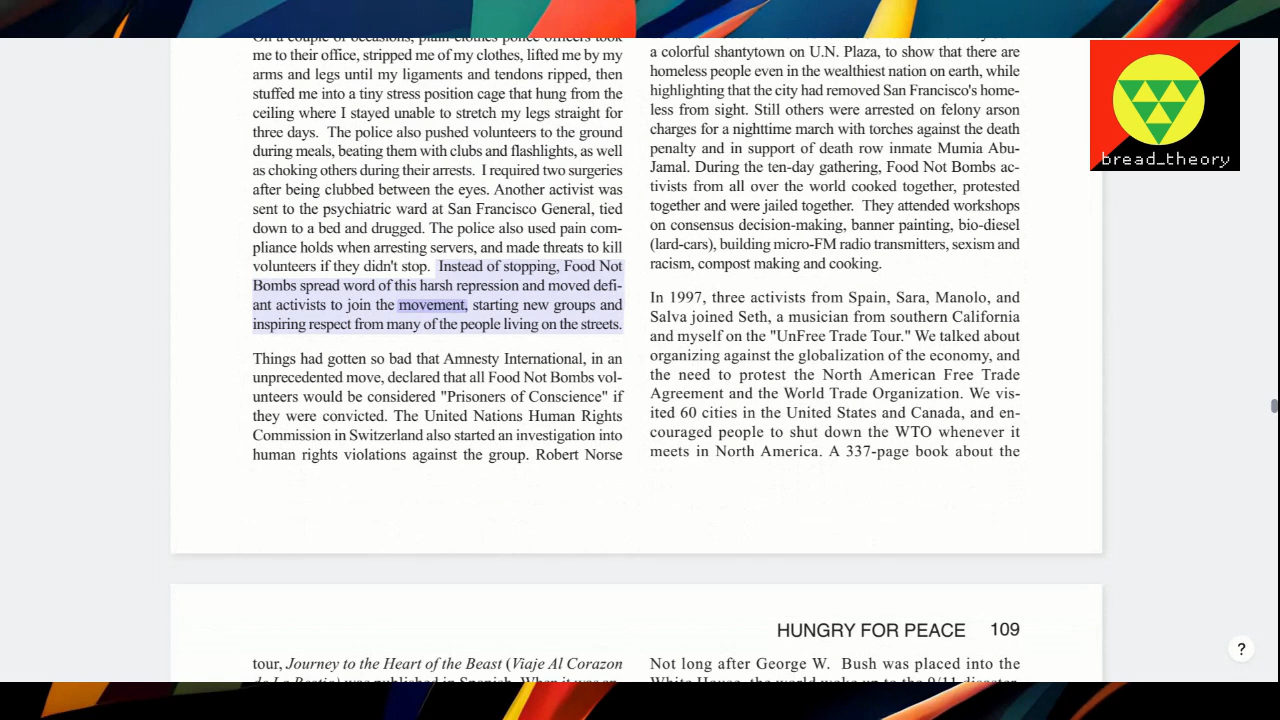 On a couple of occasions, plain-clothes police officers took
me to their office, stripped me of my clothes, lifted me by my
arms and legs until my ligaments and tendons ripped, then
stuffed me into a tiny stress position cage that hung from the
ceiling where I stayed unable to stretch my legs straight for
three days. The police also pushed volunteers to the ground
during meals, beating them with clubs and flashlights, as well
as choking others during their arrests. I required two surgeries
after being clubbed between the eyes. Another activist was
sent to the psychiatric ward at San Francisco General, tied
down to a bed and drugged. The police also used pain com-
pliance holds when arresting servers, and made threats to kill
volunteers if they didn't stop. Instead of stopping, Food Not
Bombs spread word of this harsh repression and moved defi-
ant activists to join the movement, starting new groups and
inspiring respect from many of the people living on the streets.
Things had gotten so bad that Amnesty International, in an
unprecedented move, declared that all Food Not Bombs vol-
unteers would be considered "Prisoners of Conscience" if
they were convicted. The United Nations Human Rights
Commission in Switzerland also started an investigation into
human rights violations against the group. Robert Norse
a colorful shantytown on U.N. Plaza, to show that there are
homeless people even in the wealthiest nation on earth, while
highlighting that the city had removed San Francisco's home-
less from sight. Still others were arrested on felony arson
charges for a nighttime march with torches against the death
penalty and in support of death row inmate Mumia Abu-
Jamal. During the ten-day gathering, Food Not Bombs ac-
tivists from all over the world cooked together, protested
together and were jailed together. They attended workshops
on consensus decision-making, banner painting, bio-diesel
(lard-cars), building micro-FM radio transmitters, sexism and
racism, compost making and cooking.
In 1997, three activists from Spain, Sara, Manolo, and
Salva joined Seth, a musician from southern California
and myself on the "UnFree Trade Tour." We talked about
organizing against the globalization of the economy, and
the need to protest the North American Free Trade
Agreement and the World Trade Organization. We vis-
ited 60 cities in the United States and Canada, and en-
couraged people to shut down the WTO whenever it
meets in North America. A 337-page book about the
bread_theory
HUNGRY FOR PEACE 109
tour, Journey to the Heart of the Beast (Viaje Al Corazon
Not long after George W. Bush was placed into the
?